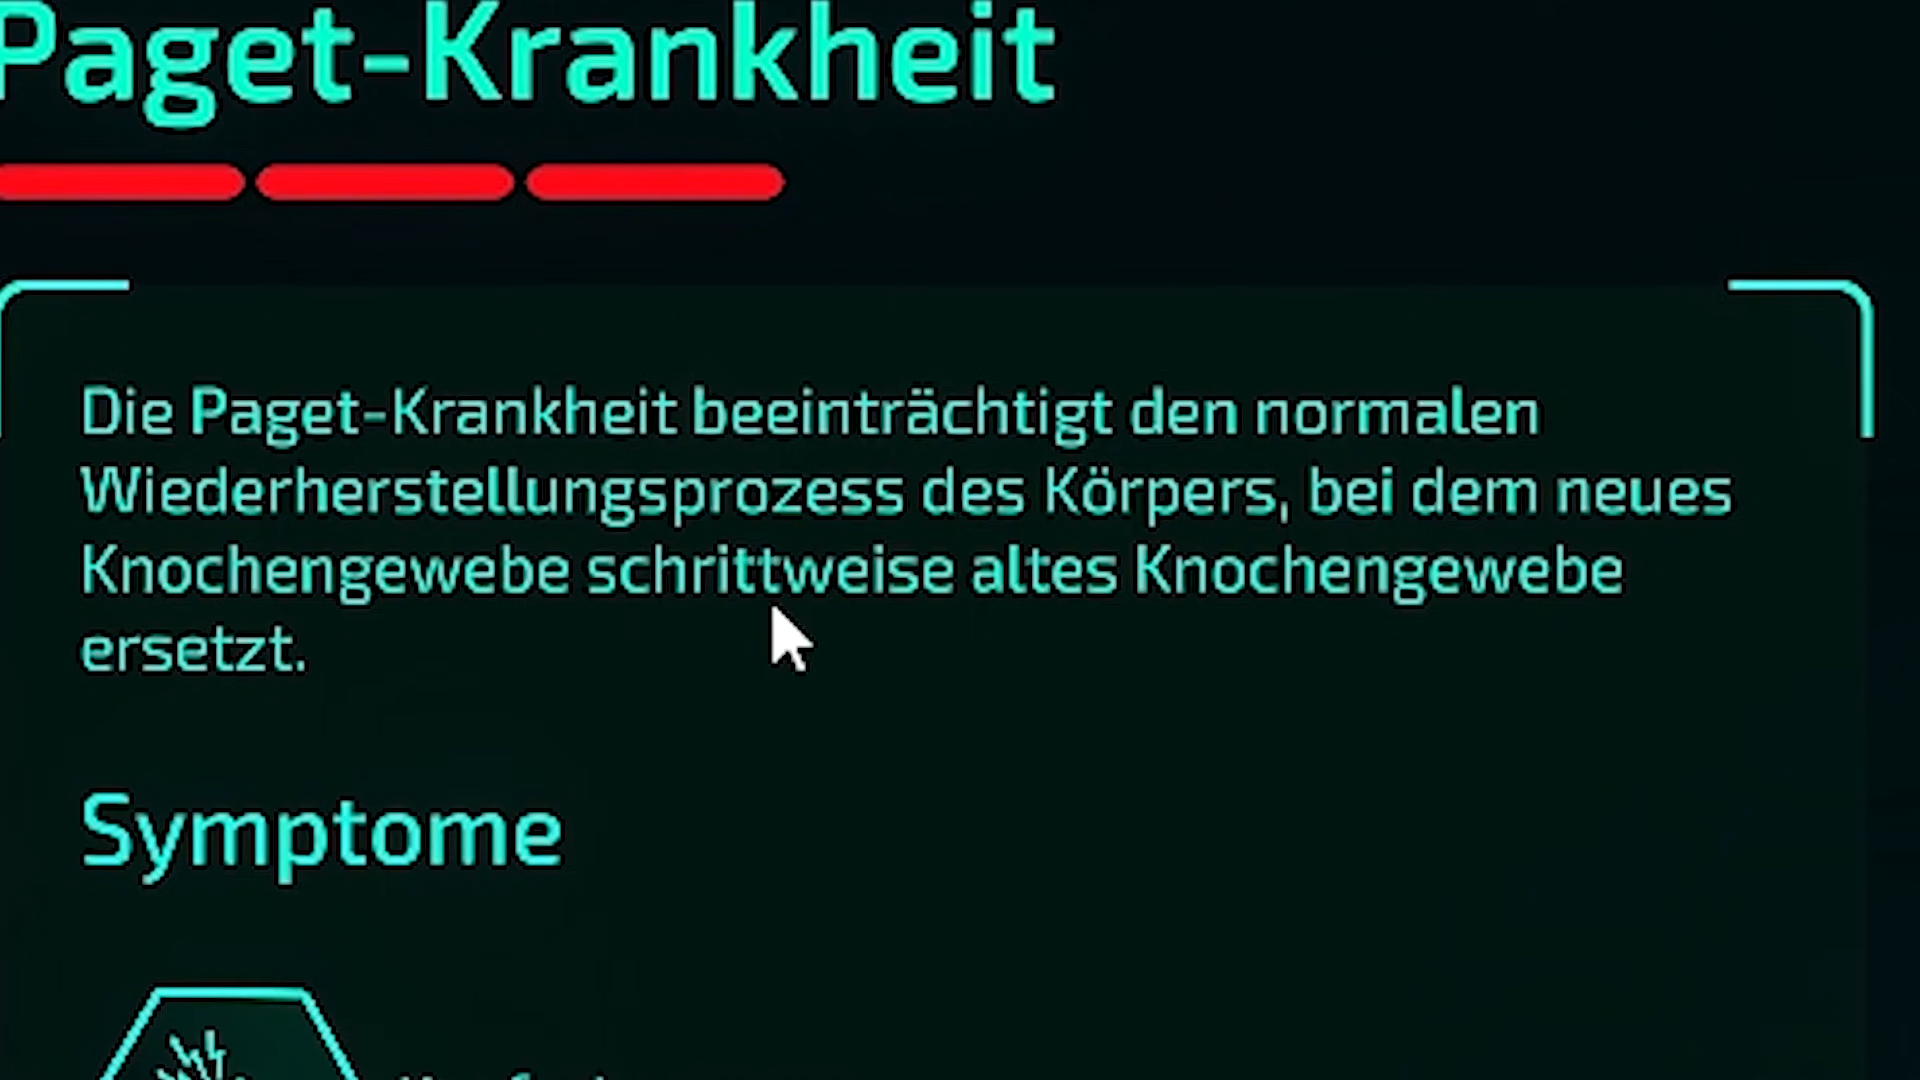 Paget-Krankheit
Die Paget-Krankheit beeinträchtigt den normalen
Wiederherstellungsprozess des Körpers, bei dem neues
Knochengewebe schrittweise altes Knochengewebe
ersetzt.
Symptome